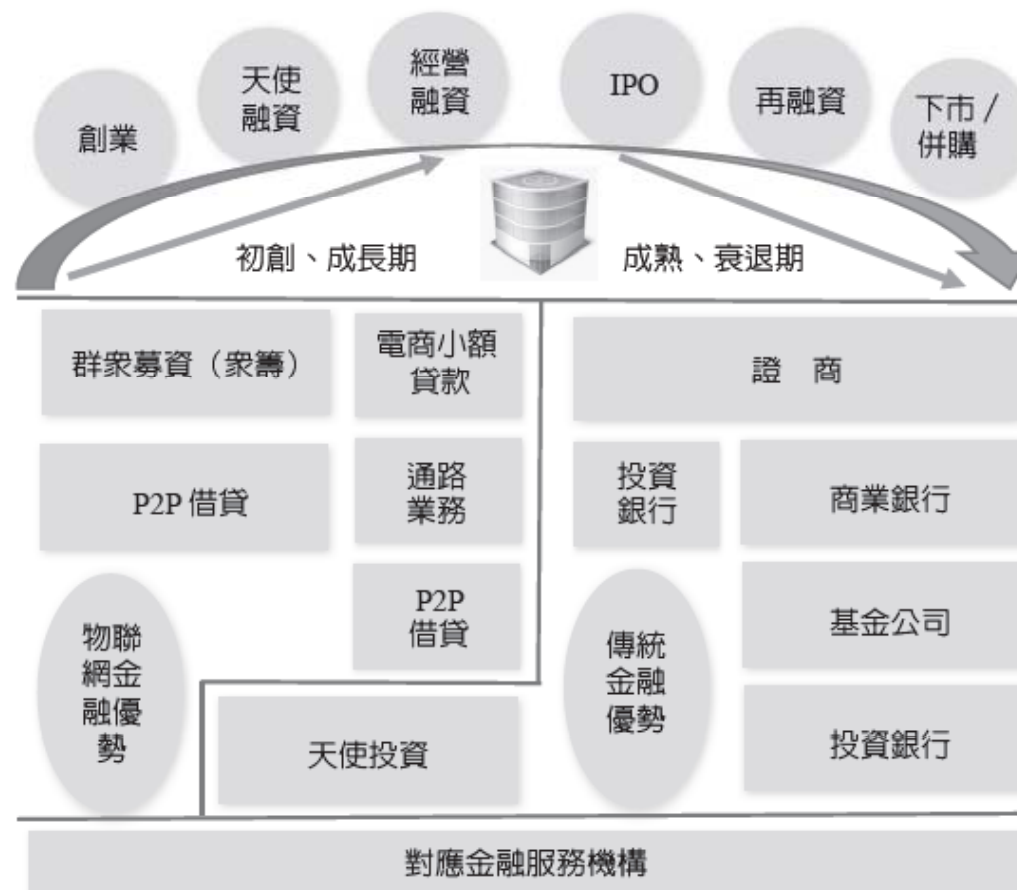 創業
天使
融資
經營
融資
IPO
再融資
下市 /
併購
初創、成長期
成熟、衰退期
群衆募資（衆籌）
電商小額
貸款
證　商
P2P 借貸
通路
業務
投資
銀行
商業銀行
P2P
借貸
基金公司
物聯
網金
融優
勢
傳統
金融
優勢
天使投資
投資銀行
對應金融服務機構